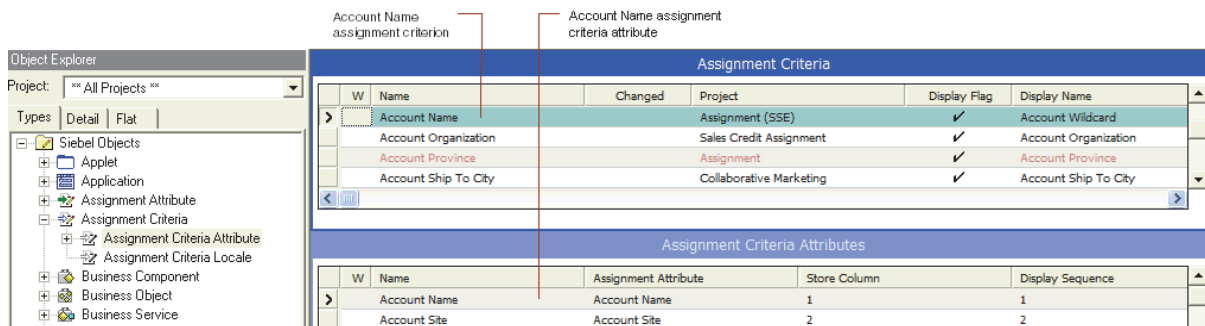 Account Name
assignment criterion
Account Name assignment
criteria attribute
Object Explorer
Project: ** All Projects **
Types Detail Flat
Siebel Objects
Applet
Application
Assignment Attribute
Assignment Criteria
Assignment Criteria Attribute
Assignment Criteria Locale
Business Component
Business Object
Business Service
Assignment Criteria
W Name Changed Project Display Flag Display Name
Account Name Assignment (SSE) ✓ Account Wildcard
Account Organization Sales Credit Assignment ✓ Account Organization
Account Province Assignment ✓ Account Province
Account Ship To City Collaborative Marketing ✓ Account Ship To City
Assignment Criteria Attributes
W Name Assignment Attribute Store Column Display Sequence
Account Name Account Name 1 1
Account Site Account Site 2 2